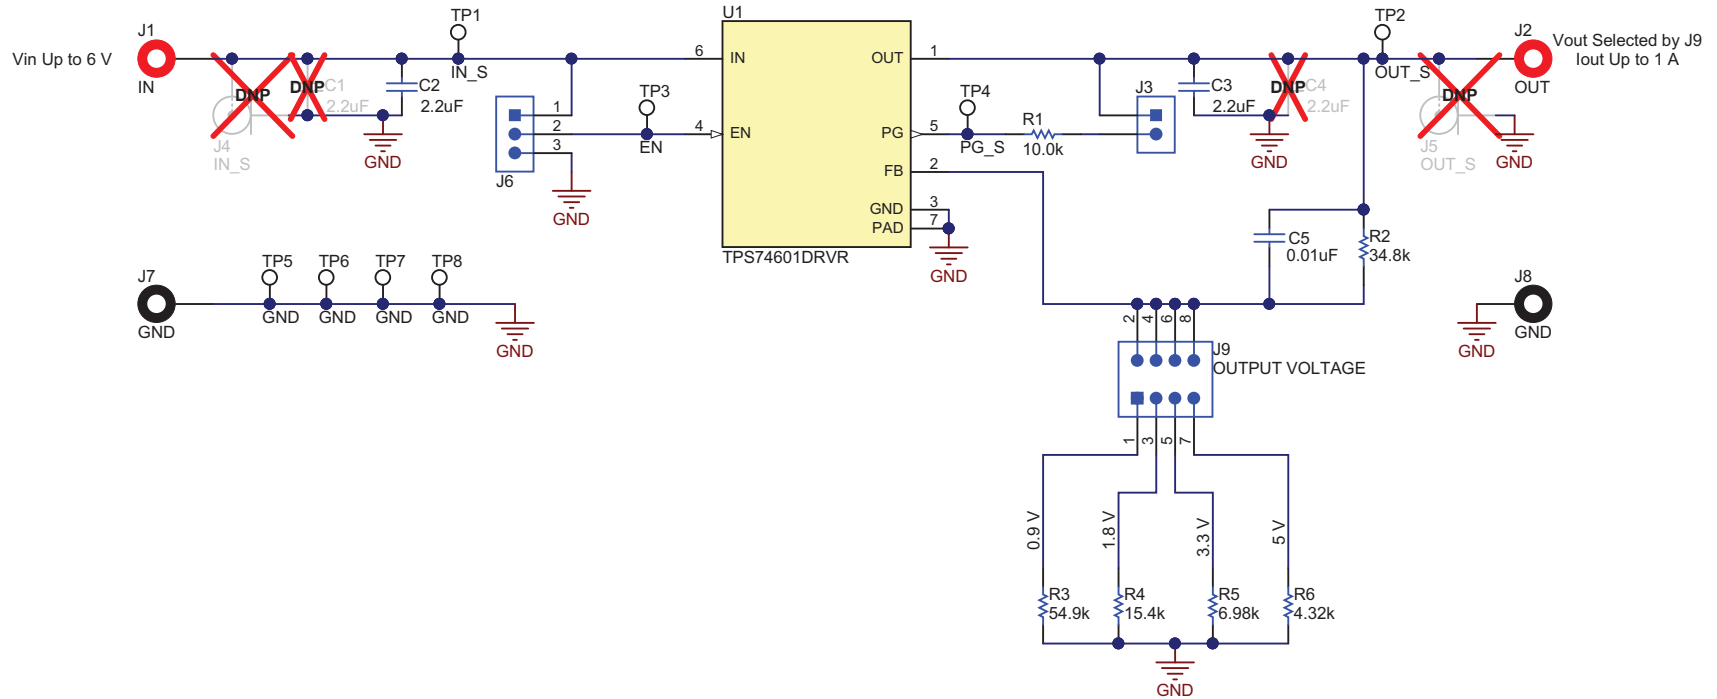 J1
Vin Up to 6 V
IN
DNP
J4
IN_S
DNP
C1
2.2uF
C2
2.2uF
GND
TP1
IN_S
J6
1
2
3
GND
TP3
EN
U1
6
IN
4
EN
OUT
1
PG
5
FB
2
GND
3
PAD
7
TPS74601DRVR
GND
TP4
PG_S
R1
10.0k
J3
C3
2.2uF
DNP
C4
2.2uF
GND
TP2
OUT_S
DNP
J5
OUT_S
GND
J2
OUT
Vout Selected by J9
Iout Up to 1 A
C5
0.01uF
R2
34.8k
J7
GND
TP5
GND
TP6
GND
TP7
GND
TP8
GND
GND
J8
GND
GND
2
4
6
8
J9
OUTPUT VOLTAGE
1
3
5
7
0.9 V
1.8 V
3.3 V
5 V
R3
54.9k
R4
15.4k
R5
6.98k
R6
4.32k
GND